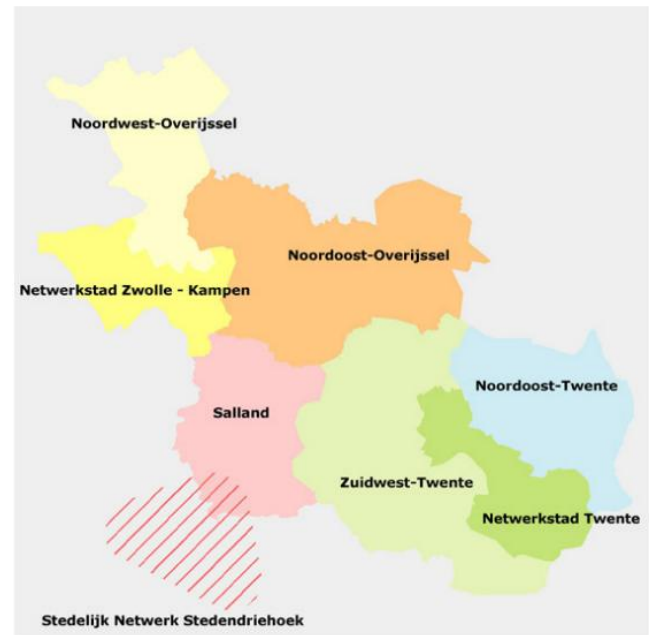 Noordwest-Overijssel
Noordoost-Overijssel
Netwerkstad Zwolle - Kampen
Noordoost-Twente
Salland
Zuidwest-Twente
Netwerkstad Twente
Stedelijk Netwerk Stedendriehoek